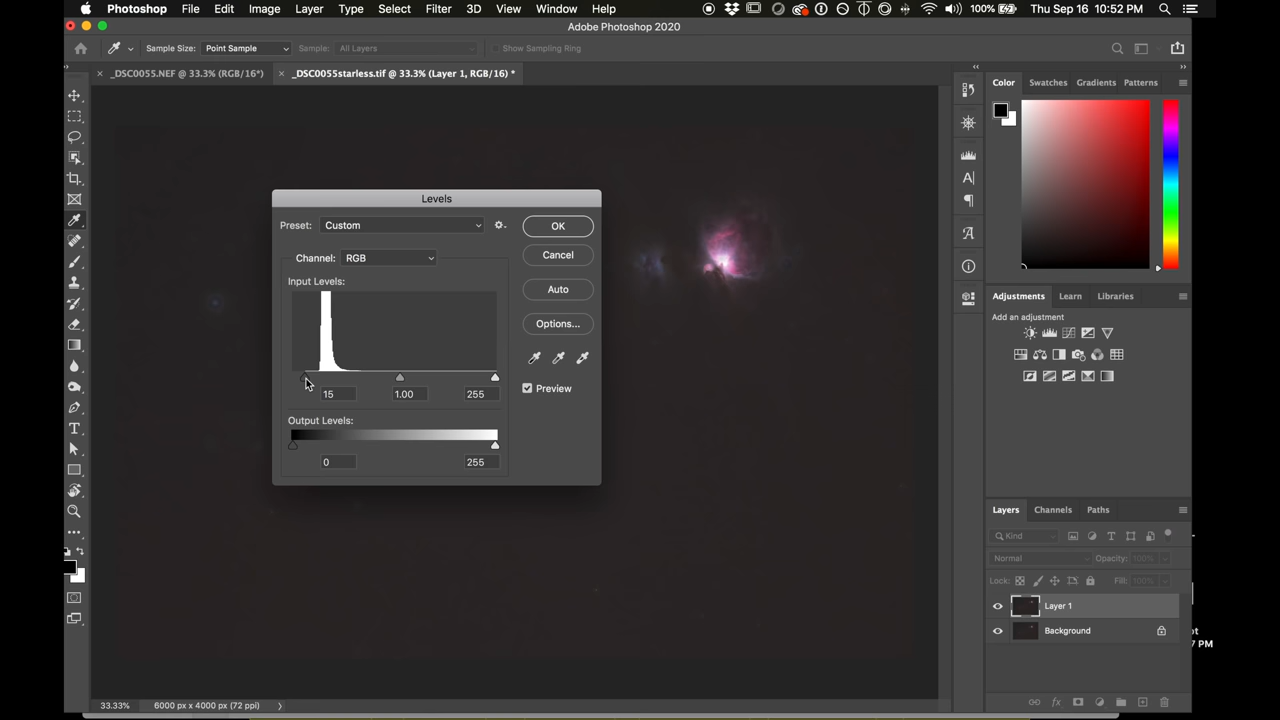 Photoshop File Edit Image Layer Type Select Filter 3D View Window Help 100% Thu Sep 16 10:52 PM
Adobe Photoshop 2020
Sample Size: Point Sample Sample: All Layers Show Sampling Ring
_DSC0055.NEF @ 33.3% (RGB/16*) _DSC0055starless.tif @ 33.3% (Layer 1, RGB/16) *
Color Swatches Gradients Patterns
Levels
Preset: Custom
OK
Channel: RGB
Cancel
Input Levels:
Auto
Options...
15 1.00 255
Preview
Output Levels:
0 255
Adjustments Learn Libraries
Add an adjustment
Layers Channels Paths
Kind
Normal Opacity: 100%
Lock: Fill: 100%
Layer 1
Background
pt
7 PM
33.33% 6000 px x 4000 px (72 ppi)